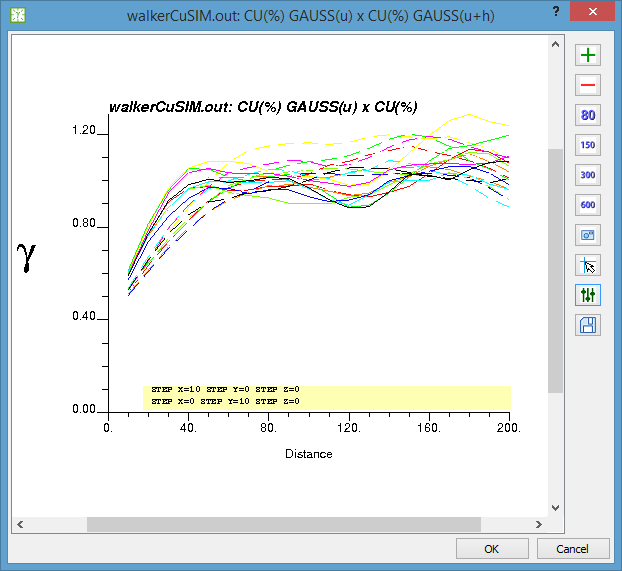 walkerCuSIM.out: CU(%) GAUSS(u) x CU(%) GAUSS(u+h)
?
walkerCuSIM.out: CU(%) GAUSS(u) x CU(%)
1.20
0.80
γ
0.40
0.00
STEP X=10 STEP Y=0 STEP Z=0
STEP X=0 STEP Y=10 STEP Z=0
0. 40. 80. 120. 160. 200.
Distance
80
150
300
600
OK Cancel